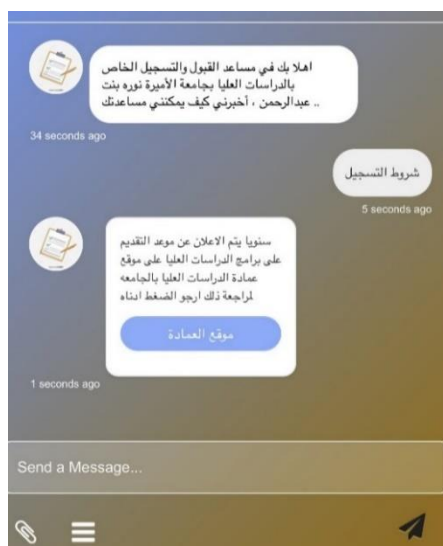 اهلا بك في مساعد القبول والتسجيل الخاص
بالدراسات العليا بجامعة الأميرة نوره بنت
عبدالرحمن ، أخبرني كيف يمكنني مساعدتك ..
34 seconds ago
شروط التسجيل
5 seconds ago
سنويا يتم الاعلان عن موعد التقديم
على برامج الدراسات العليا على موقع
عمادة الدراسات العليا بالجامعه
لمراجعة ذلك ارجو الضغط ادناه
موقع العمادة
1 seconds ago
Send a Message...